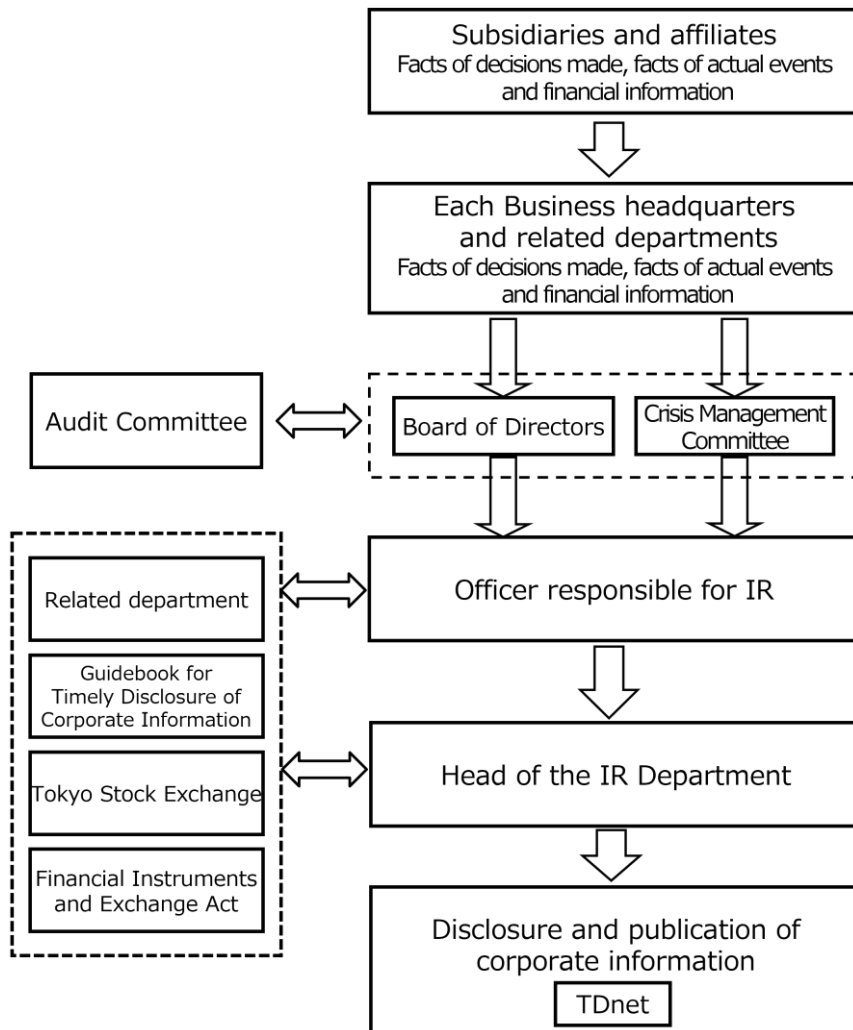 Subsidiaries and affiliates
Facts of decisions made, facts of actual events
and financial information
Each Business headquarters
and related departments
Facts of decisions made, facts of actual events
and financial information
Audit Committee
Board of Directors
Crisis Management
Committee
Related department
Officer responsible for IR
Guidebook for
Timely Disclosure of
Corporate Information
Tokyo Stock Exchange
Head of the IR Department
Financial Instruments
and Exchange Act
Disclosure and publication of
corporate information
TDnet